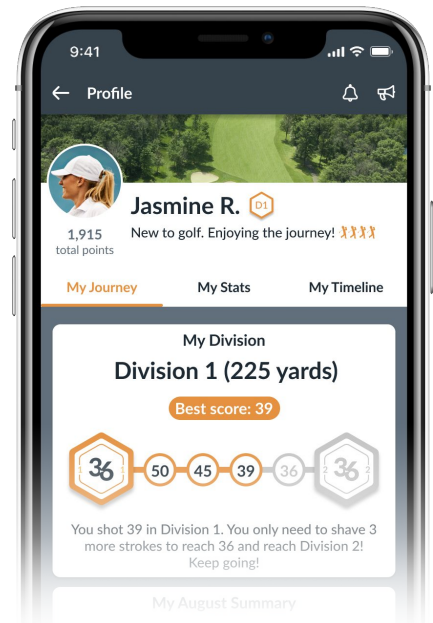 9:41
Profile
Jasmine R. D1
1,915
total points
New to golf. Enjoying the journey!
My Journey My Stats My Timeline
My Division
Division 1 (225 yards)
Best score: 39
1 36 1 50 45 39 36 2 36 2
You shot 39 in Division 1. You only need to shave 3
more strokes to reach 36 and reach Division 2!
Keep going!
My August Summary